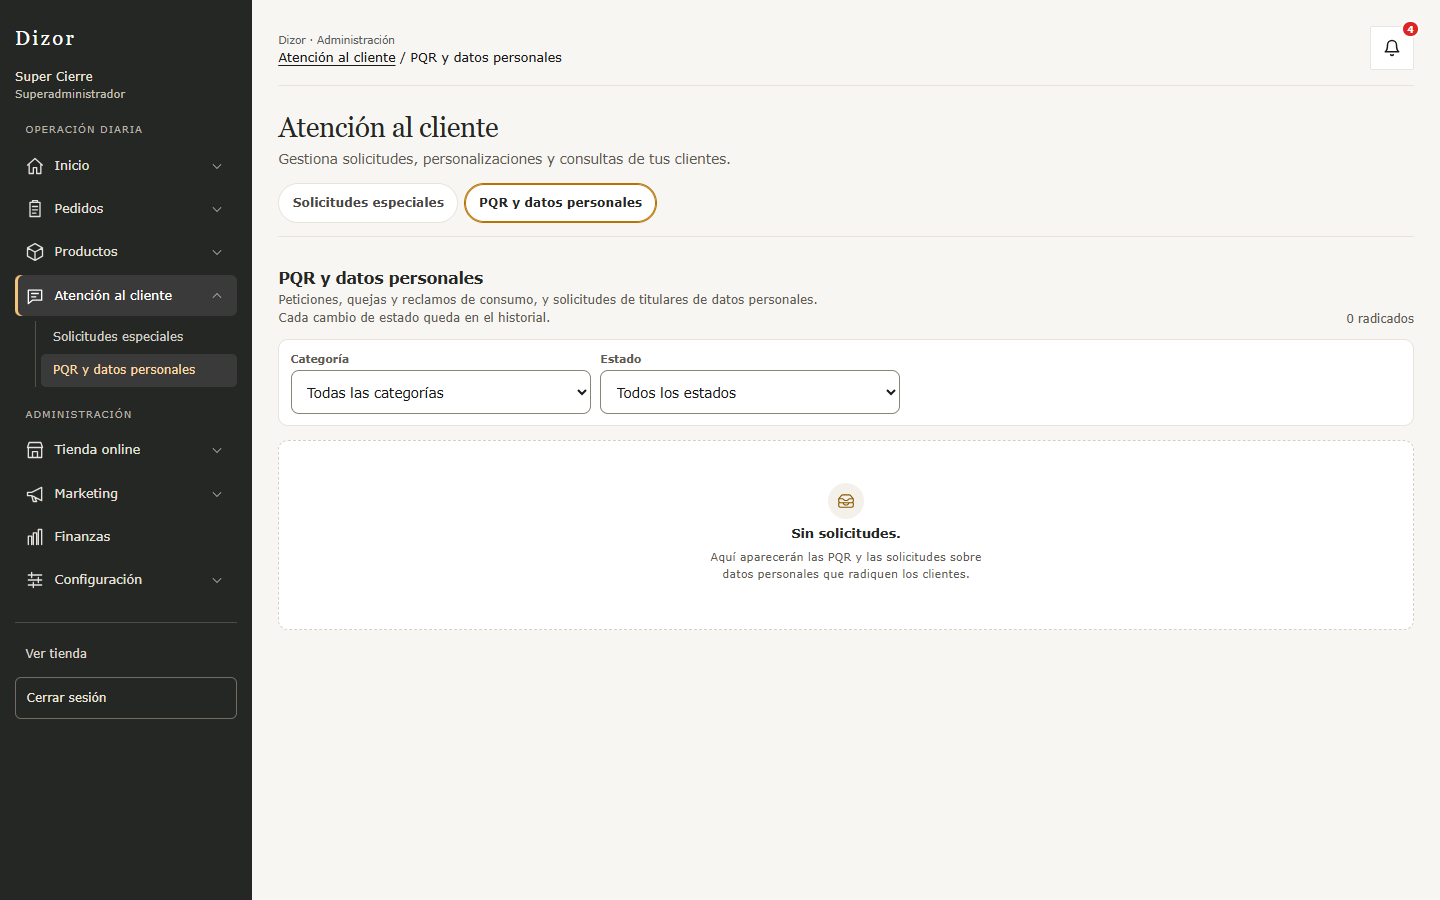 Dizor
Super Cierre
Superadministrador
OPERACIÓN DIARIA
Inicio
Pedidos
Productos
Atención al cliente
Solicitudes especiales
PQR y datos personales
ADMINISTRACIÓN
Tienda online
Marketing
Finanzas
Configuración
Ver tienda
Cerrar sesión
Dizor · Administración
Atención al cliente / PQR y datos personales
4
Atención al cliente
Gestiona solicitudes, personalizaciones y consultas de tus clientes.
Solicitudes especiales
PQR y datos personales
PQR y datos personales
Peticiones, quejas y reclamos de consumo, y solicitudes de titulares de datos personales.
Cada cambio de estado queda en el historial.
0 radicados
Categoría
Estado
Todas las categorías
Todos los estados
Sin solicitudes.
Aquí aparecerán las PQR y las solicitudes sobre
datos personales que radiquen los clientes.